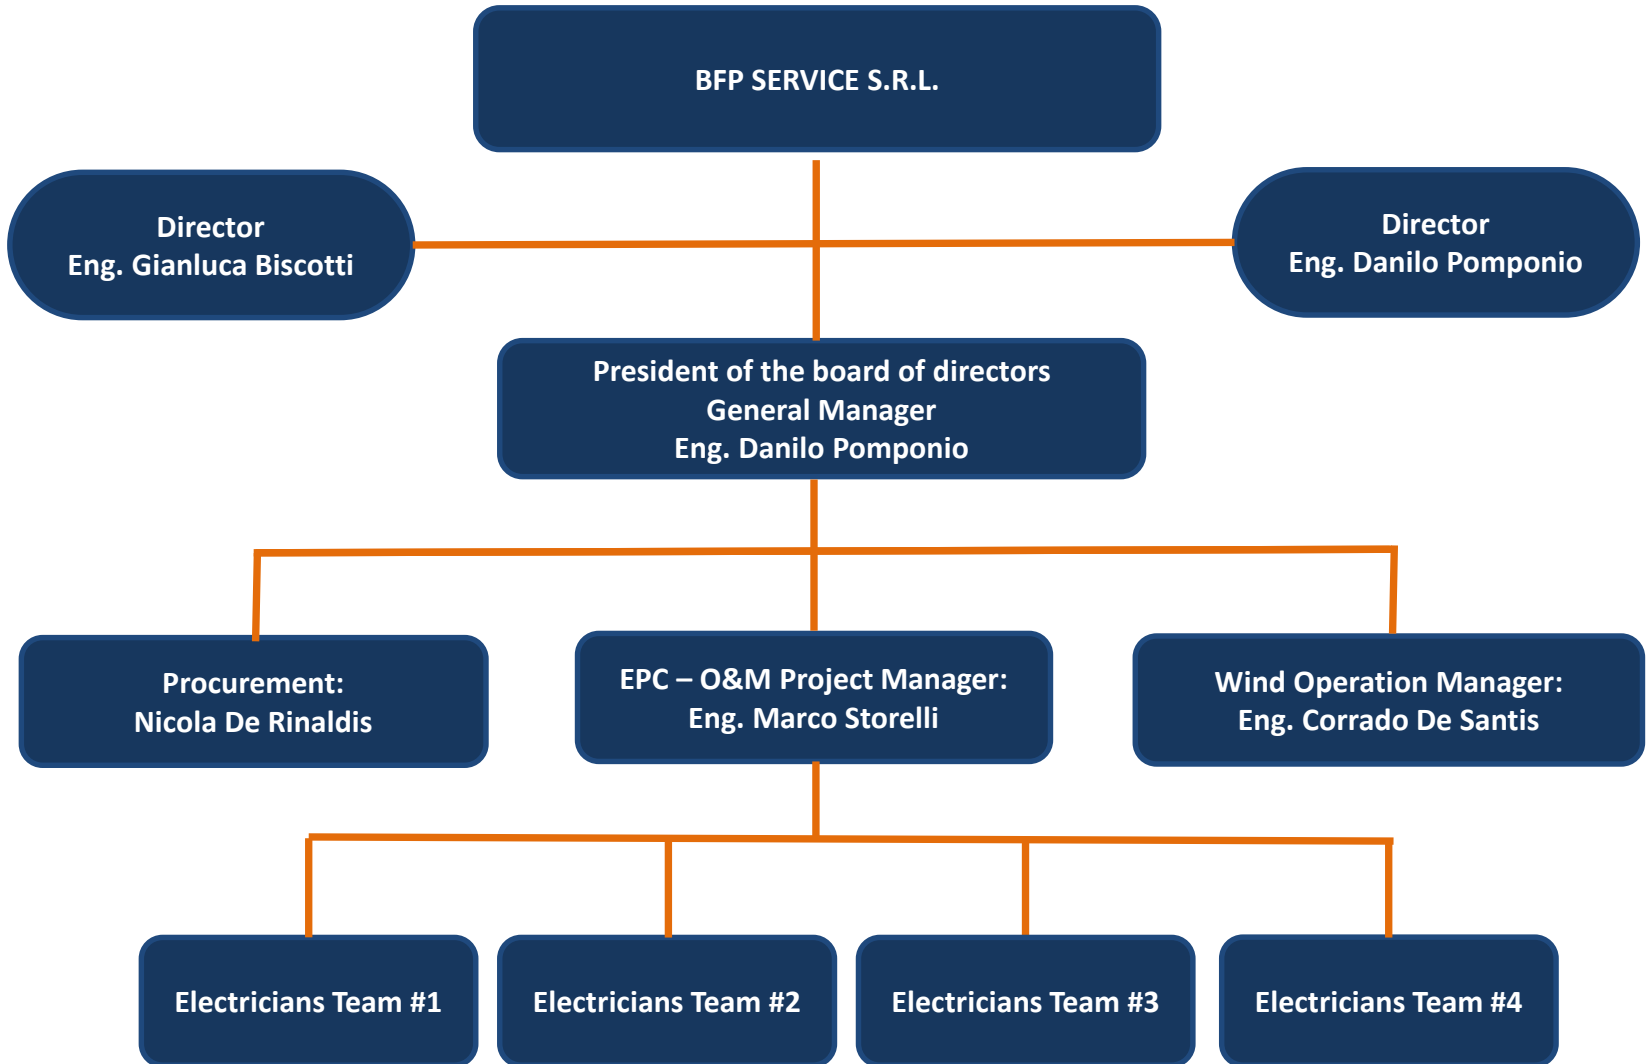 BFP SERVICE S.R.L.
Director
Eng. Gianluca Biscotti
Director
Eng. Danilo Pomponio
President of the board of directors
General Manager
Eng. Danilo Pomponio
Procurement:
Nicola De Rinaldis
EPC – O&M Project Manager:
Eng. Marco Storelli
Wind Operation Manager:
Eng. Corrado De Santis
Electricians Team #1
Electricians Team #2
Electricians Team #3
Electricians Team #4